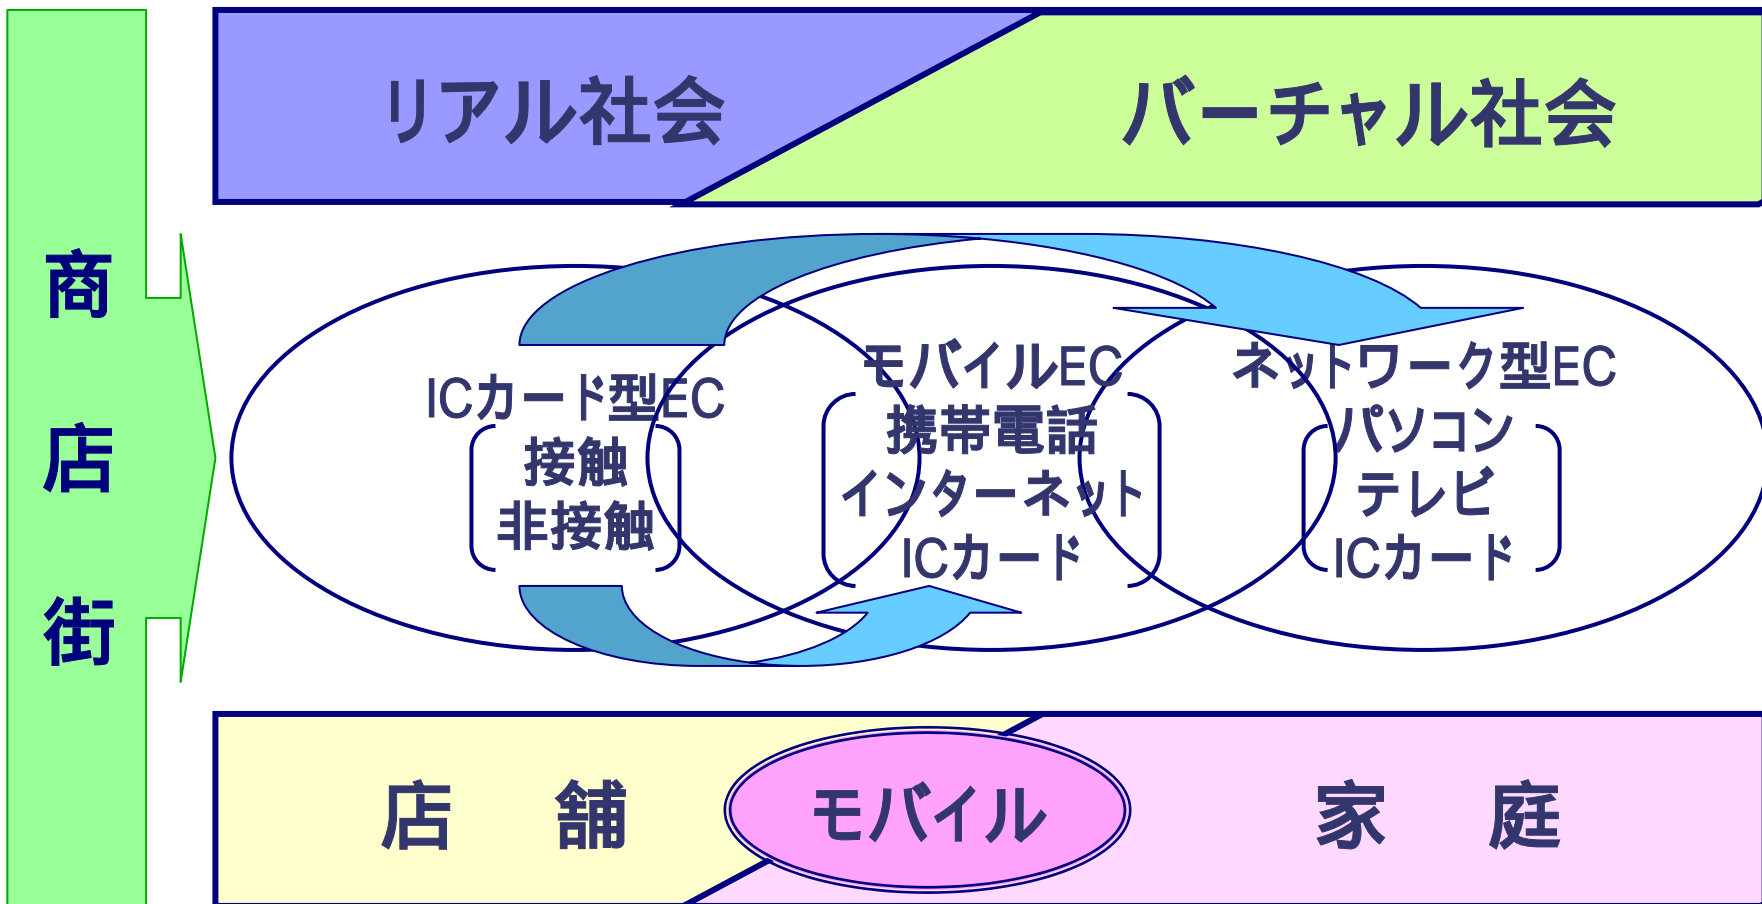 商店街
リアル社会
バーチャル社会
ICカード型EC
接触
非接触
モバイルEC
携帯電話
インターネット
ICカード
ネットワーク型EC
パソコン
テレビ
ICカード
店 舗
モバイル
家 庭